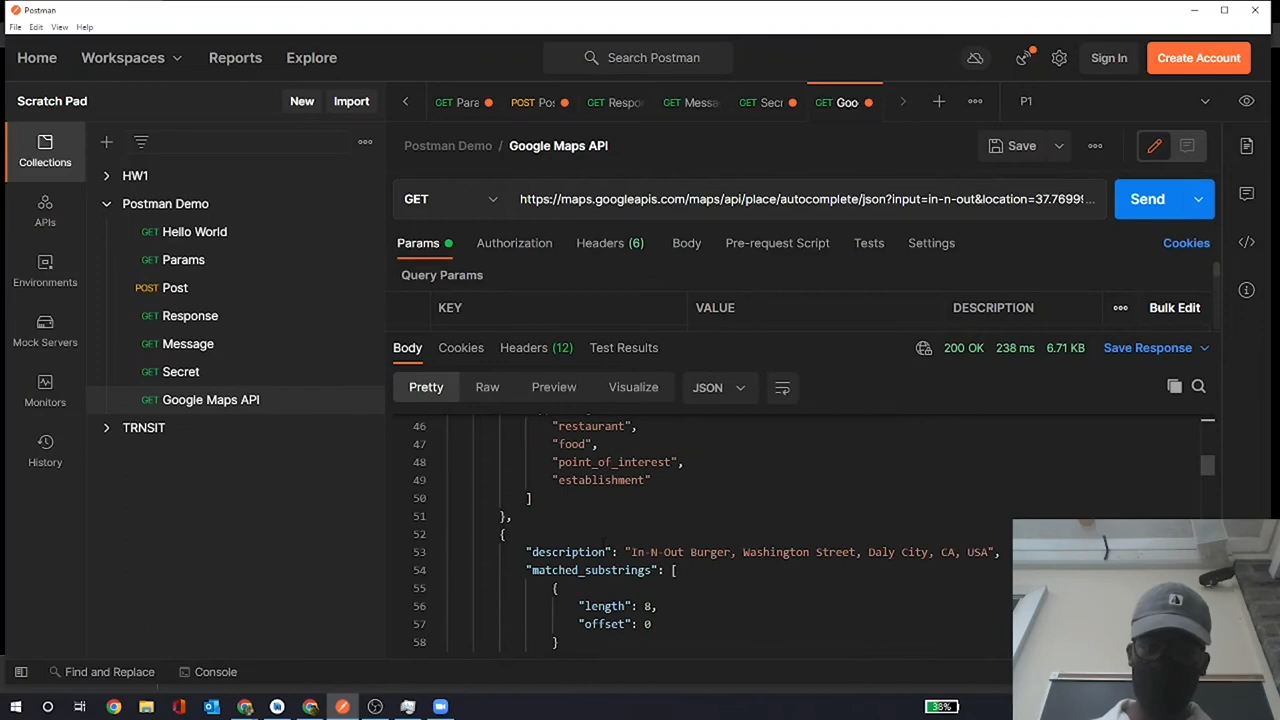 Postman
File Edit View Help
Home Workspaces Reports Explore Search Postman Sign In Create Account
Scratch Pad New Import
GET Para POST Pos GET Respo GET Messa GET Secr GET Goo P1
Collections
APIs
Environments
Mock Servers
Monitors
History
HW1
Postman Demo
GET Hello World
GET Params
POST Post
GET Response
GET Message
GET Secret
GET Google Maps API
TRNSIT
Postman Demo / Google Maps API Save
GET https://maps.googleapis.com/maps/api/place/autocomplete/json?input=in-n-out&location=37.7699 ... Send
Params Authorization Headers (6) Body Pre-request Script Tests Settings Cookies
Query Params
KEY VALUE DESCRIPTION Bulk Edit
Body Cookies Headers (12) Test Results 200 OK 238 ms 6.71 KB Save Response
Pretty Raw Preview Visualize JSON
46 "restaurant",
47 "food",
48 "point_of_interest",
49 "establishment"
50 ]
51 },
52 {
53 "description": "In-N-Out Burger, Washington Street, Daly City, CA, USA",
54 "matched_substrings": [
55 {
56 "length": 8,
57 "offset": 0
58 }
Find and Replace Console
38%